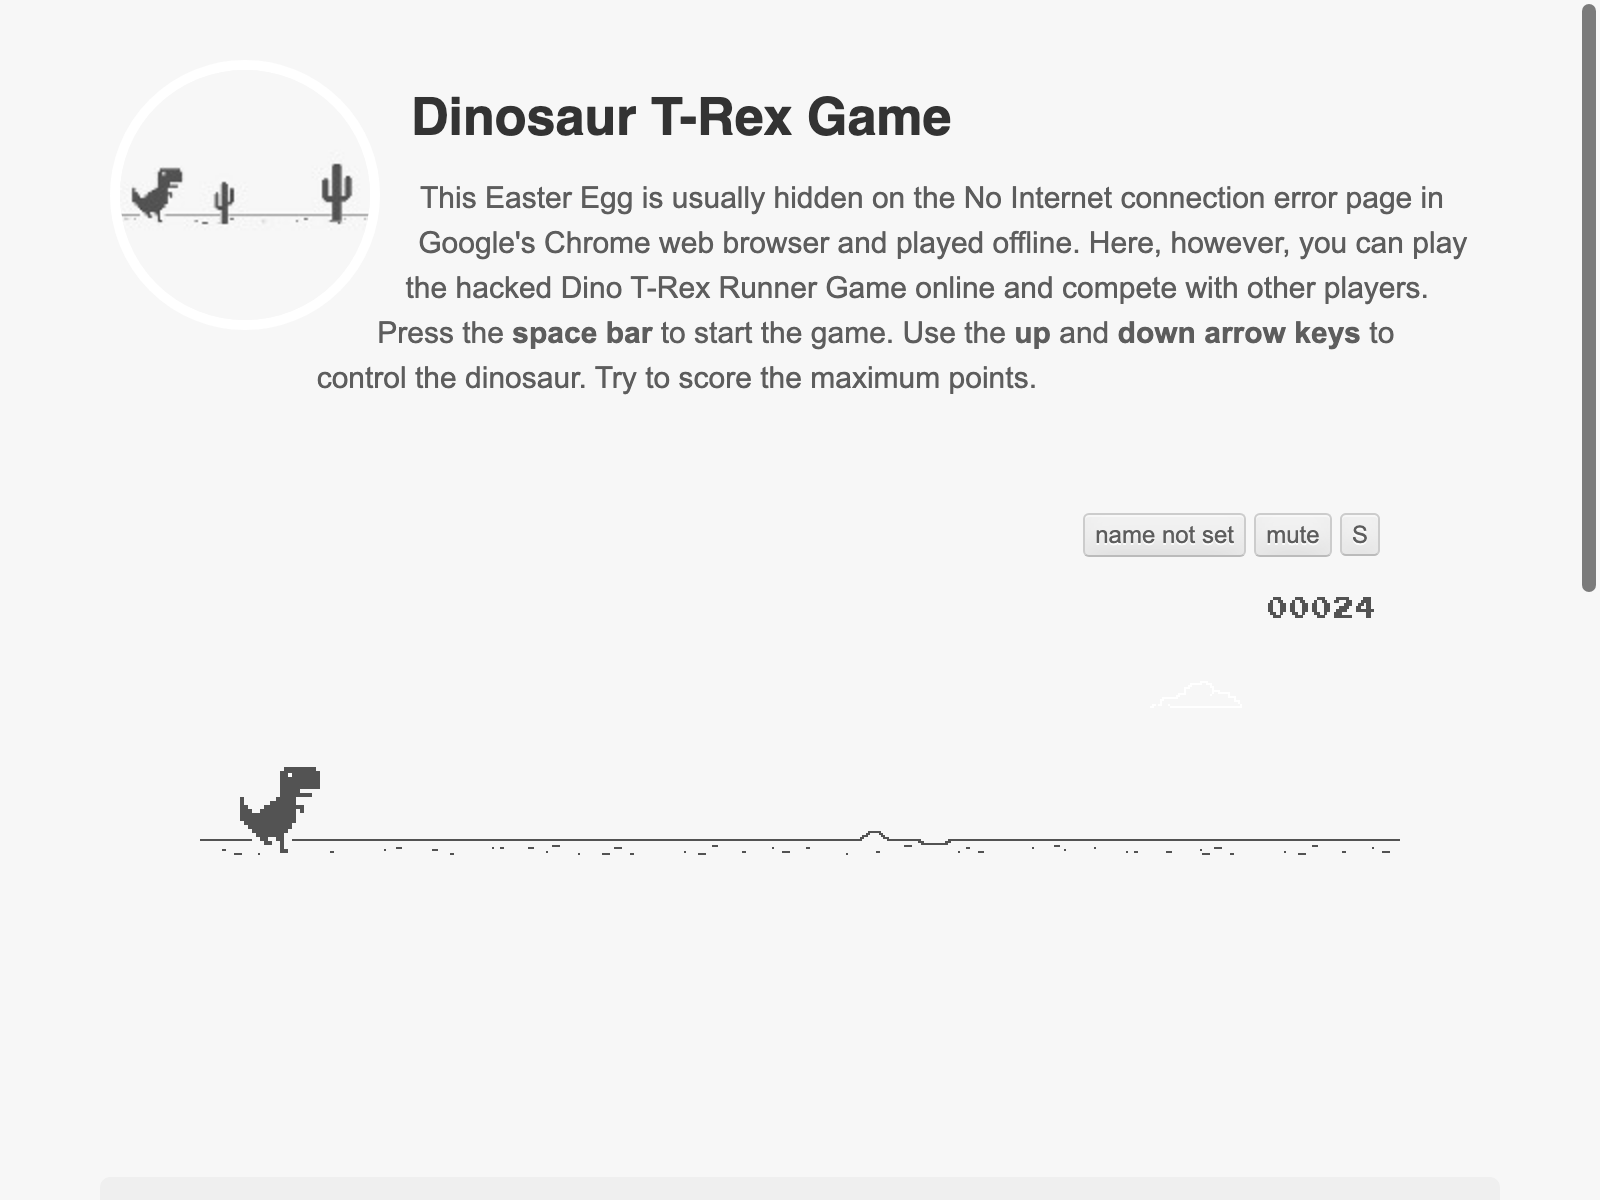 Dinosaur T-Rex Game
This Easter Egg is usually hidden on the No Internet connection error page in
Google's Chrome web browser and played offline. Here, however, you can play
the hacked Dino T-Rex Runner Game online and compete with other players.
Press the space bar to start the game. Use the up and down arrow keys to
control the dinosaur. Try to score the maximum points.
name not set mute S
00024